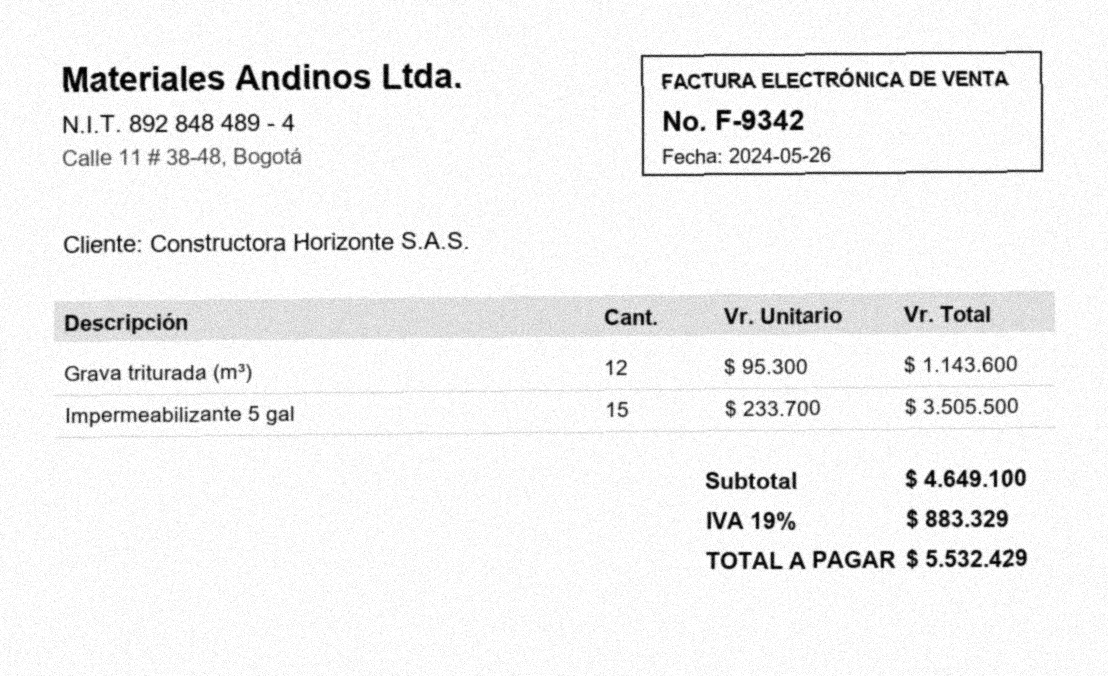 Materiales Andinos Ltda.
N.I.T. 892 848 489 - 4
Calle 11 # 38-48, Bogotá
FACTURA ELECTRÓNICA DE VENTA
No. F-9342
Fecha: 2024-05-26
Cliente: Constructora Horizonte S.A.S.
Descripción Cant. Vr. Unitario Vr. Total
Grava triturada (m³) 12 $ 95.300 $ 1.143.600
Impermeabilizante 5 gal 15 $ 233.700 $ 3.505.500
Subtotal $ 4.649.100
IVA 19% $ 883.329
TOTAL A PAGAR $ 5.532.429